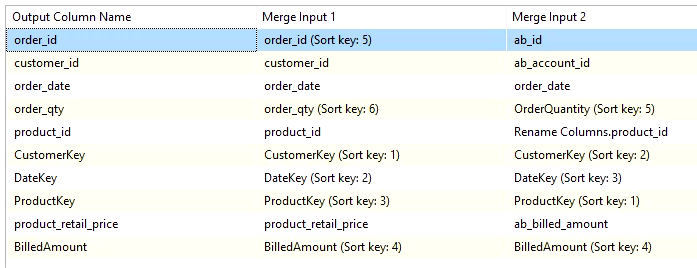 Output Column Name Merge Input 1 Merge Input 2
order_id order_id (Sort key: 5) ab_id
customer_id customer_id ab_account_id
order_date order_date order_date
order_qty order_qty (Sort key: 6) OrderQuantity (Sort key: 5)
product_id product_id Rename Columns.product_id
CustomerKey CustomerKey (Sort key: 1) CustomerKey (Sort key: 2)
DateKey DateKey (Sort key: 2) DateKey (Sort key: 3)
ProductKey ProductKey (Sort key: 3) ProductKey (Sort key: 1)
product_retail_price product_retail_price ab_billed_amount
BilledAmount BilledAmount (Sort key: 4) BilledAmount (Sort key: 4)